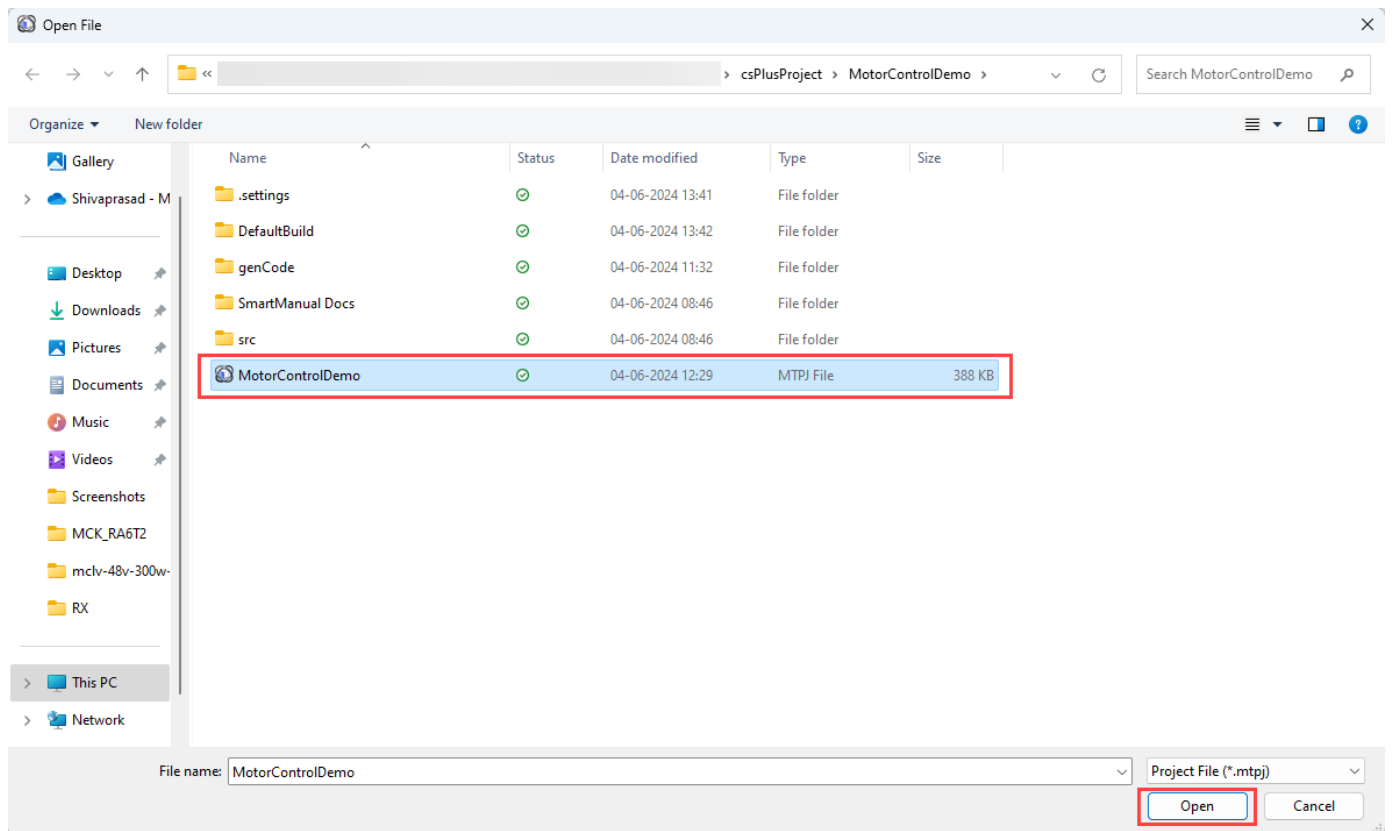 Open File
« csPlusProject › MotorControlDemo › Search MotorControlDemo
Organize New folder ?
Name Status Date modified Type Size
Gallery
Shivaprasad - M
Desktop
Downloads
Pictures
Documents
Music
Videos
Screenshots
MCK_RA6T2
mclv-48v-300w-
RX
This PC
Network
.settings 04-06-2024 13:41 File folder
DefaultBuild 04-06-2024 13:42 File folder
genCode 04-06-2024 11:32 File folder
SmartManual Docs 04-06-2024 08:46 File folder
src 04-06-2024 08:46 File folder
MotorControlDemo 04-06-2024 12:29 MTPJ File 388 KB
File name: MotorControlDemo Project File (*.mtpj)
Open Cancel